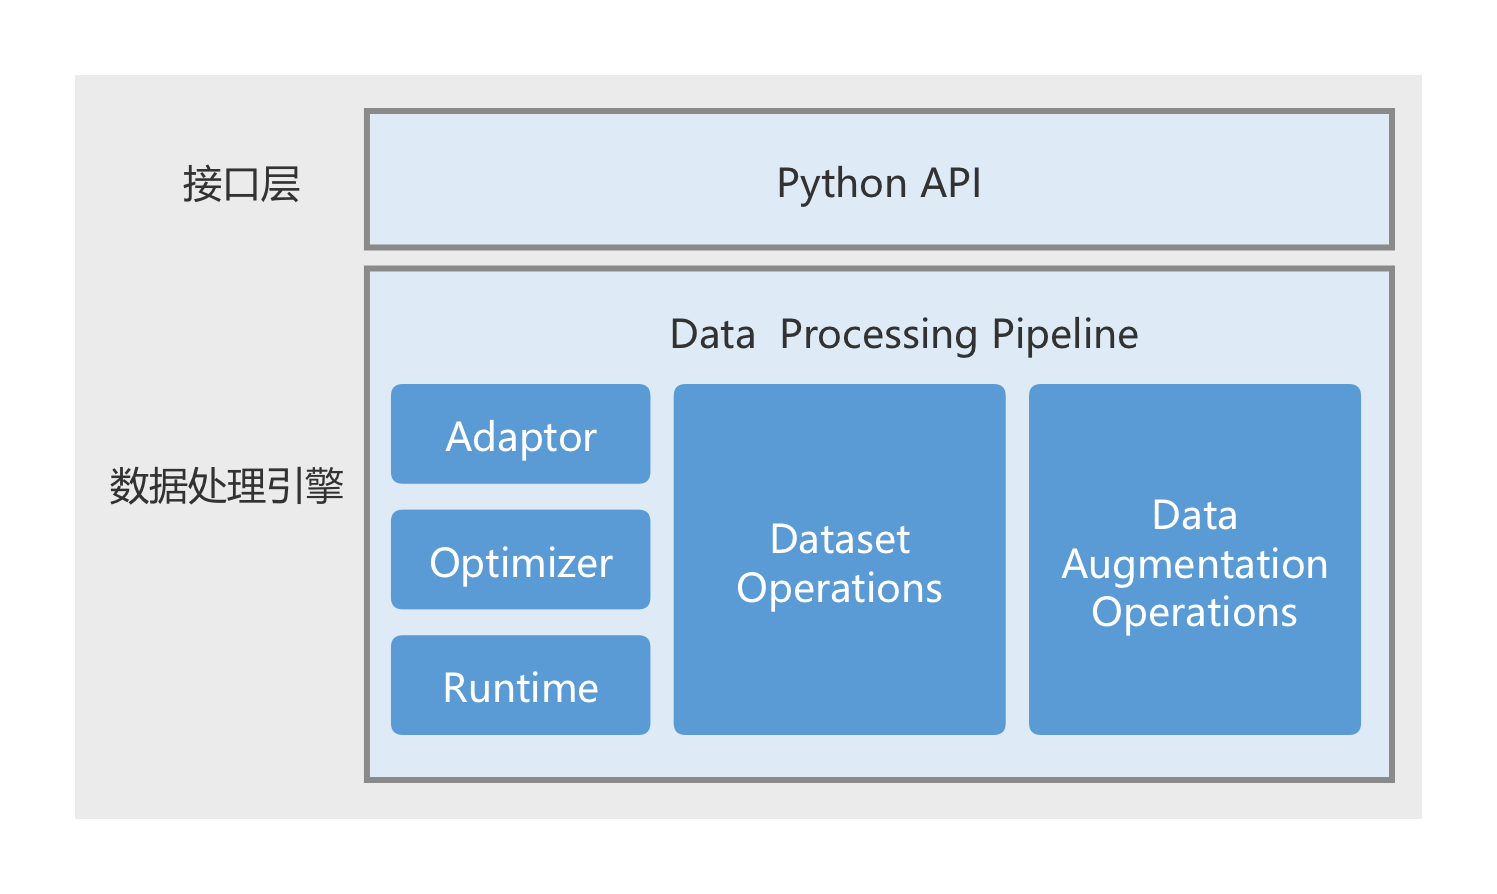 接口层
Python API
数据处理引擎
Data  Processing Pipeline
Adaptor
Optimizer
Runtime
Dataset
Operations
Data
Augmentation
Operations